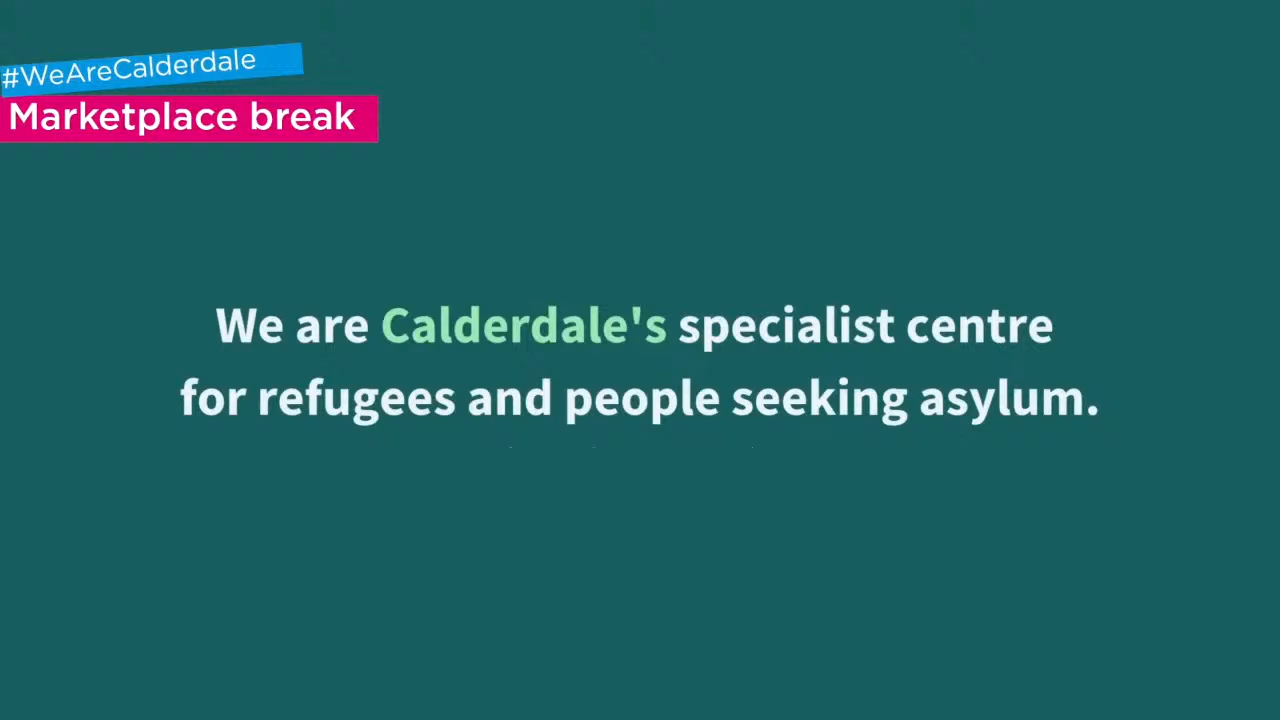 #WeAreCalderdale
Marketplace break
We are Calderdale's specialist centre
for refugees and people seeking asylum.